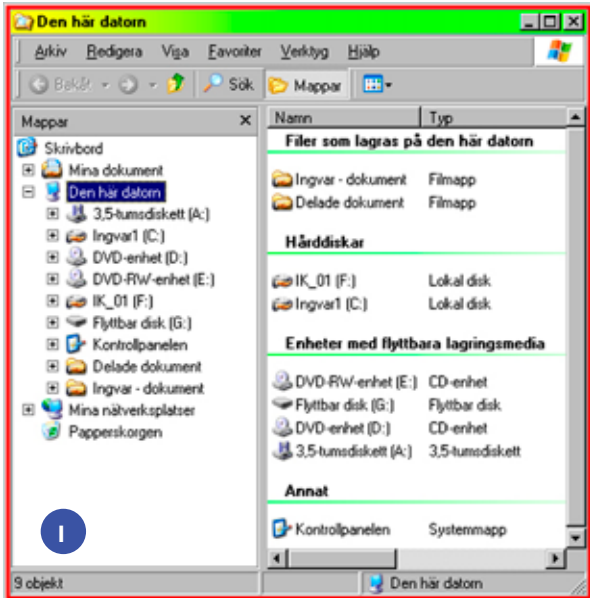 Den här datorn
Arkiv Redigera Visa Favoriter Verktyg Hjälp
Bakåt Sök Mappar
Mappar
Skrivbord
Mina dokument
Den här datorn
3,5-tumsdiskett (A:)
Ingvar1 (C:)
DVD-enhet (D:)
DVD-RW-enhet (E:)
IK_01 (F:)
Flyttbar disk (G:)
Kontrollpanelen
Delade dokument
Ingvar - dokument
Mina nätverksplatser
Papperskorgen
1
Namn Typ
Filer som lagras på den här datorn
Ingvar - dokument Filmapp
Delade dokument Filmapp
Hårddiskar
IK_01 (F:) Lokal disk
Ingvar1 (C:) Lokal disk
Enheter med flyttbara lagringsmedia
DVD-RW-enhet (E:) CD-enhet
Flyttbar disk (G:) Flyttbar disk
DVD-enhet (D:) CD-enhet
3,5-tumsdiskett (A:) 3,5-tumsdiskett
Annat
Kontrollpanelen Systemmapp
9 objekt Den här datorn